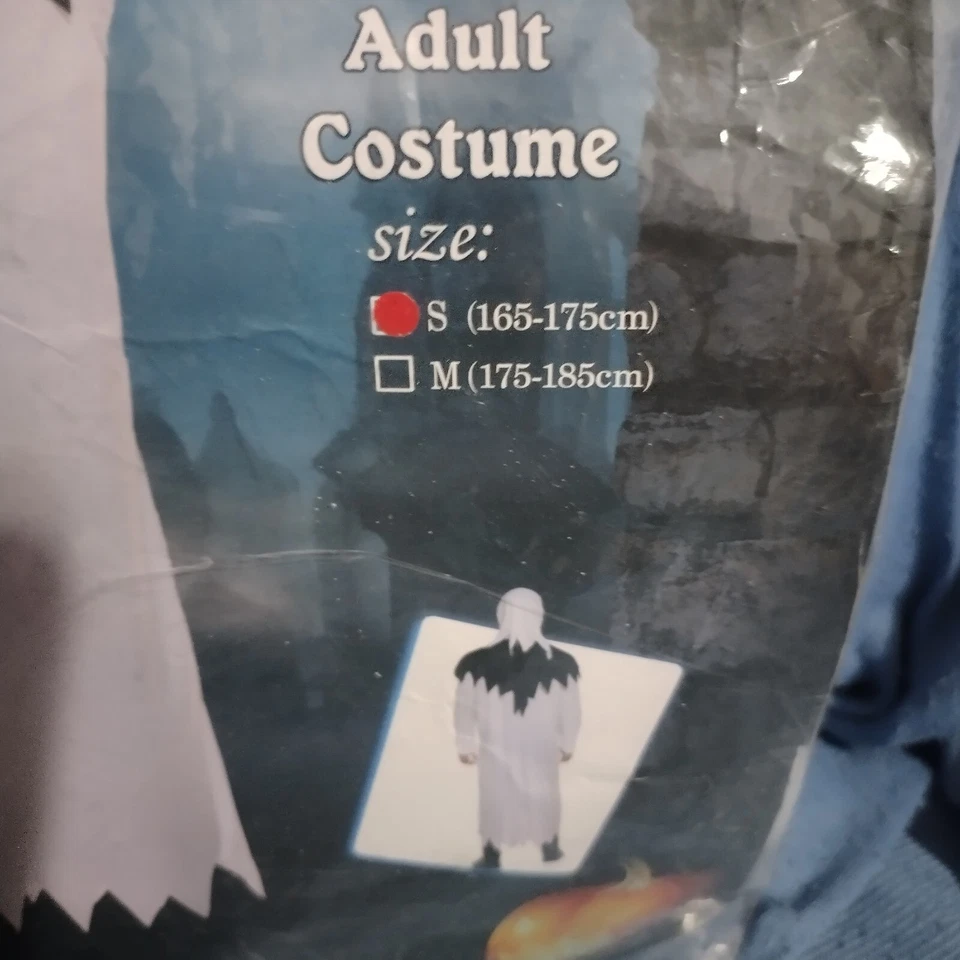 Adult
Costume
size:
S (165-175cm)
M (175-185cm)